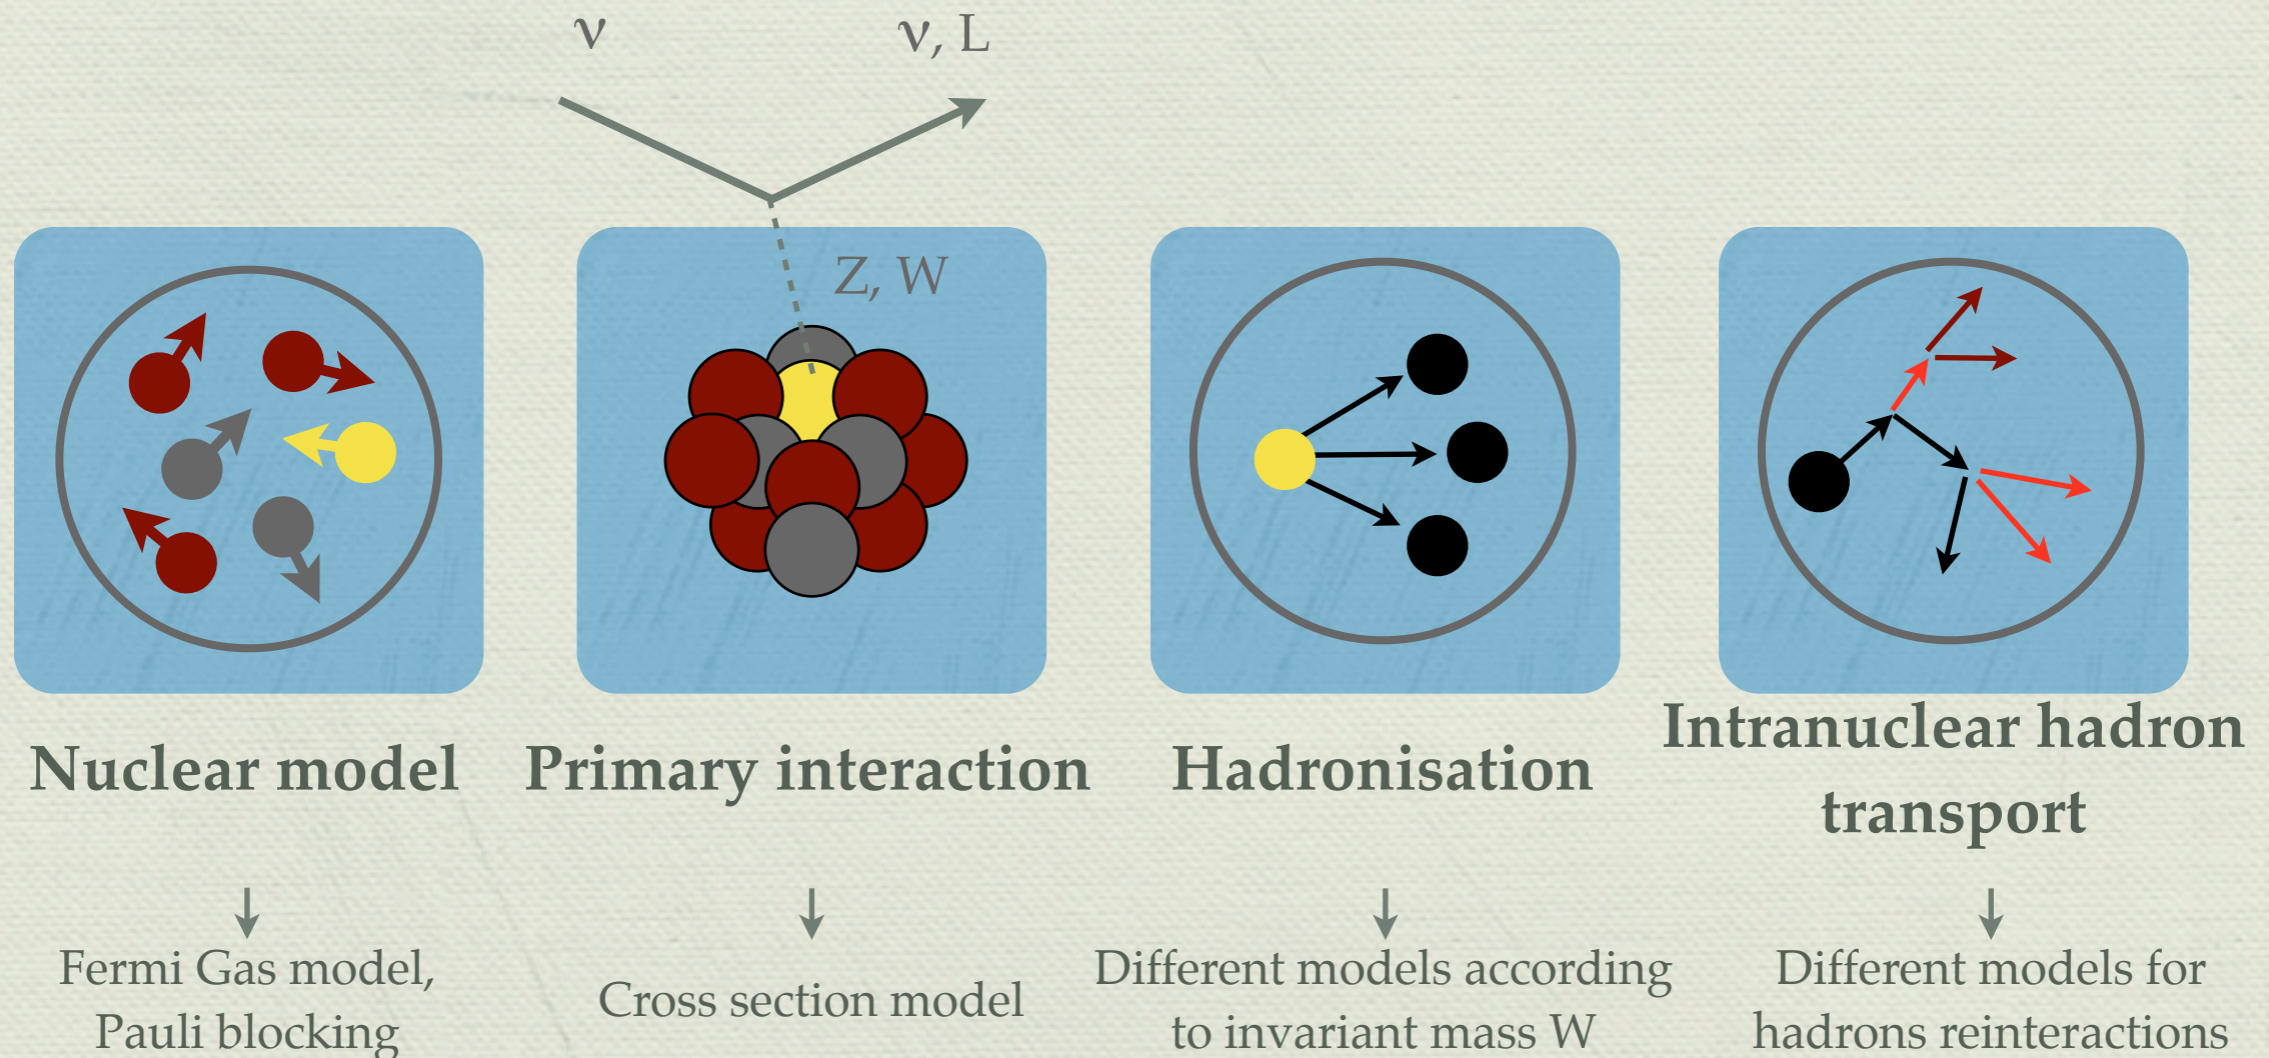 ν
ν, L
Z, W
Nuclear model
Primary interaction
Hadronisation
Intranuclear hadron
transport
Fermi Gas model,
Pauli blocking
Cross section model
Different models according
to invariant mass W
Different models for
hadrons reinteractions